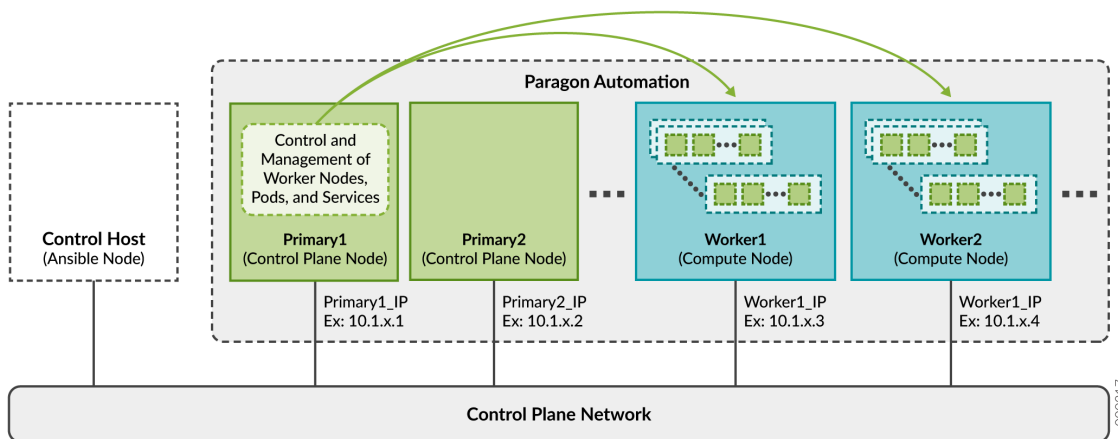 Paragon Automation
Control and
Management of
Worker Nodes,
Pods, and Services
Control Host
(Ansible Node)
Primary1
(Control Plane Node)
Primary2
(Control Plane Node)
Worker1
(Compute Node)
Worker2
(Compute Node)
Primary1_IP
Ex: 10.1.x.1
Primary2_IP
Ex: 10.1.x.2
Worker1_IP
Ex: 10.1.x.3
Worker1_IP
Ex: 10.1.x.4
Control Plane Network